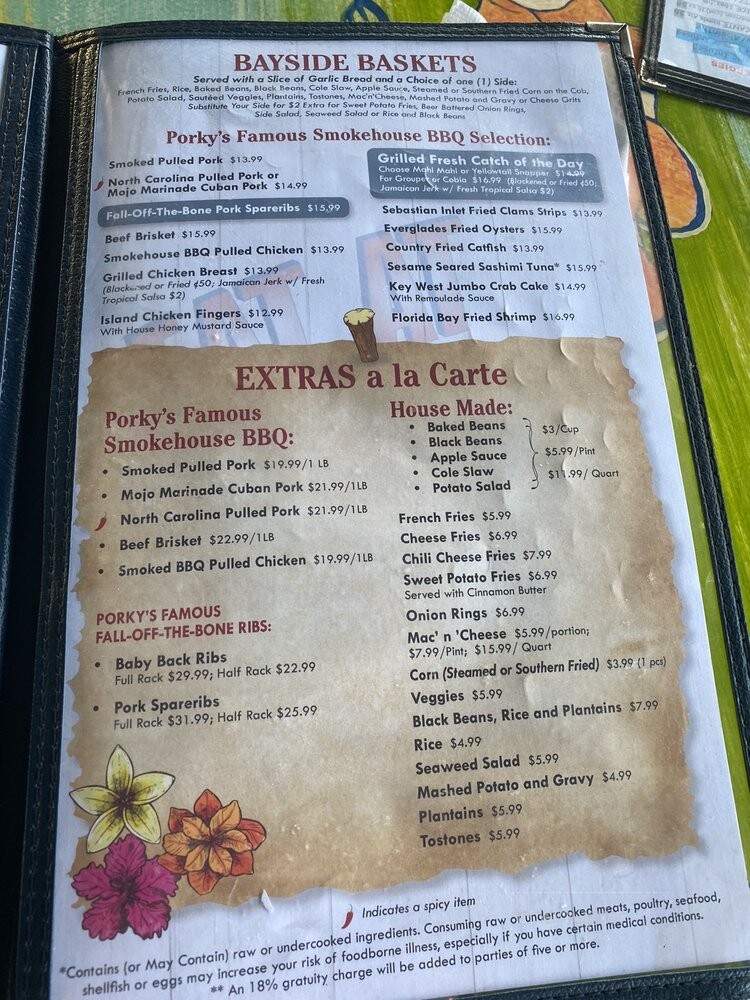 BAYSIDE BASKETS
Served with a Slice of Garlic Bread and a Choice of one (1) Side:
French Fries, Rice, Baked Beans, Black Beans, Cole Slaw, Apple Sauce, Steamed or Southern Fried Corn on the Cob,
Potato Salad, Sautéed Veggies, Plantains, Tostones, Mac'n'Cheese, Mashed Potato and Gravy or Cheese Grits
Substitute Your Side for $2 Extra for Sweet Potato Fries, Beer Battered Onion Rings,
Side Salad, Seaweed Salad or Rice and Black Beans
Porky's Famous Smokehouse BBQ Selection:
Smoked Pulled Pork $13.99
North Carolina Pulled Pork or
Mojo Marinade Cuban Pork $14.99
Fall-Off-The-Bone Pork Spareribs $15.99
Beef Brisket $15.99
Smokehouse BBQ Pulled Chicken $13.99
Grilled Chicken Breast $13.99
(Blackened or Fried ¢50; Jamaican Jerk w/ Fresh
Tropical Salsa $2)
Island Chicken Fingers $12.99
With House Honey Mustard Sauce
Grilled Fresh Catch of the Day
Choose Mahi Mahi or Yellowtail Snapper $14.99
For Grouper or Cobia $16.99 (Blackened or Fried ¢50;
Jamaican Jerk w/ Fresh Tropical Salsa $2)
Sebastian Inlet Fried Clams Strips $13.99
Everglades Fried Oysters $15.99
Country Fried Catfish $13.99
Sesame Seared Sashimi Tuna* $15.99
Key West Jumbo Crab Cake $14.99
With Remoulade Sauce
Florida Bay Fried Shrimp $16.99
EXTRAS a la Carte
Porky's Famous
Smokehouse BBQ:
• Smoked Pulled Pork $19.99/1 LB
• Mojo Marinade Cuban Pork $21.99/1LB
North Carolina Pulled Pork $21.99/1LB
• Beef Brisket $22.99/1LB
• Smoked BBQ Pulled Chicken $19.99/1LB
PORKY'S FAMOUS
FALL-OFF-THE-BONE RIBS:
• Baby Back Ribs
Full Rack $29.99; Half Rack $22.99
• Pork Spareribs
Full Rack $31.99; Half Rack $25.99
House Made:
• Baked Beans
• Black Beans
• Apple Sauce
• Cole Slaw
• Potato Salad
$3/Cup
$5.99/Pint
$11.99/ Quart
French Fries $5.99
Cheese Fries $6.99
Chili Cheese Fries $7.99
Sweet Potato Fries $6.99
Served with Cinnamon Butter
Onion Rings $6.99
Mac' n 'Cheese $5.99/portion;
$7.99/Pint; $15.99/ Quart
Corn (Steamed or Southern Fried) $3.99 (1 pcs)
Veggies $5.99
Black Beans, Rice and Plantains $7.99
Rice $4.99
Seaweed Salad $5.99
Mashed Potato and Gravy $4.99
Plantains $5.99
Tostones $5.99
Indicates a spicy item
*Contains (or May Contain) raw or undercooked ingredients. Consuming raw or undercooked meats, poultry, seafood,
shellfish or eggs may increase your risk of foodborne illness, especially if you have certain medical conditions.
** An 18% gratuity charge will be added to parties of five or more.